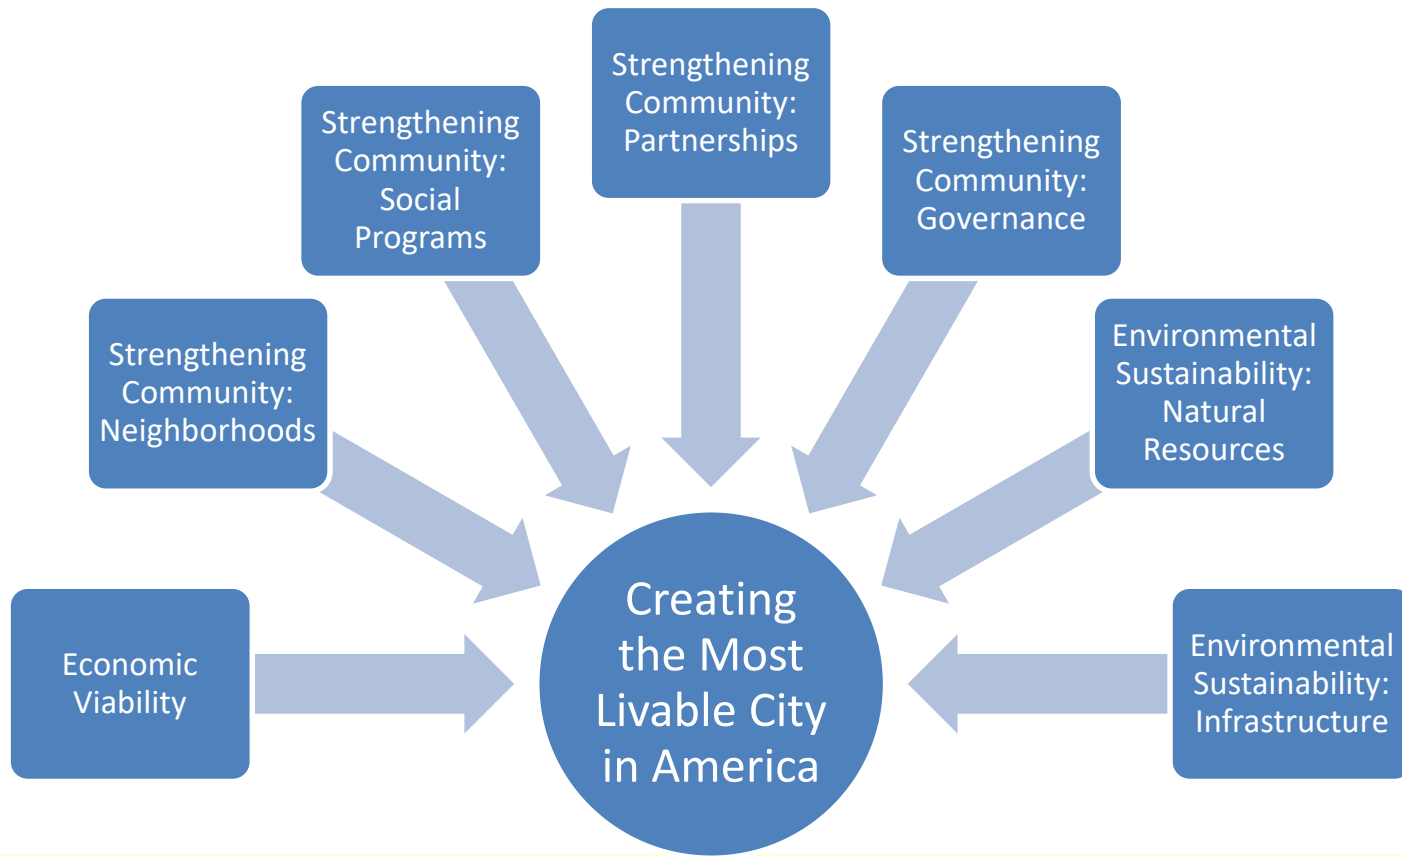 Strengthening
Community:
Partnerships
Strengthening
Community:
Social
Programs
Strengthening
Community:
Governance
Strengthening
Community:
Neighborhoods
Environmental
Sustainability:
Natural
Resources
Economic
Viability
Environmental
Sustainability:
Infrastructure
Creating
the Most
Livable City
in America